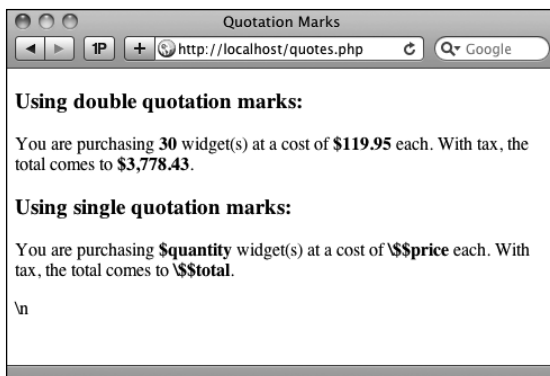 Quotation Marks
1P + http://localhost/quotes.php Google
Using double quotation marks:
You are purchasing 30 widget(s) at a cost of $119.95 each. With tax, the
total comes to $3,778.43.
Using single quotation marks:
You are purchasing $quantity widget(s) at a cost of \$$price each. With
tax, the total comes to \$$total.
\n